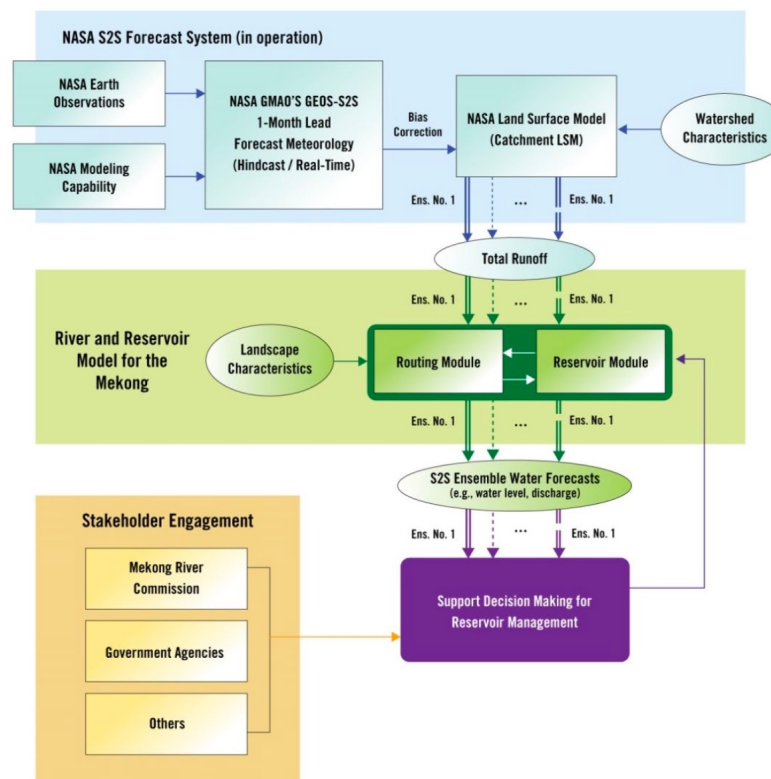 NASA S2S Forecast System (in operation)
NASA Earth
Observations
NASA Modeling
Capability
NASA GMAO'S GEOS-S2S
1-Month Lead
Forecast Meteorology
(Hindcast / Real-Time)
Bias
Correction
NASA Land Surface Model
(Catchment LSM)
Watershed
Characteristics
Ens. No. 1
...
Ens. No. 1
Total Runoff
Ens. No. 1
...
Ens. No. 1
River and Reservoir
Model for the
Mekong
Landscape
Characteristics
Routing Module
Reservoir Module
Ens. No. 1
...
Ens. No. 1
S2S Ensemble Water Forecasts
(e.g., water level, discharge)
Ens. No. 1
...
Ens. No. 1
Stakeholder Engagement
Mekong River
Commission
Government Agencies
Others
Support Decision Making for
Reservoir Management